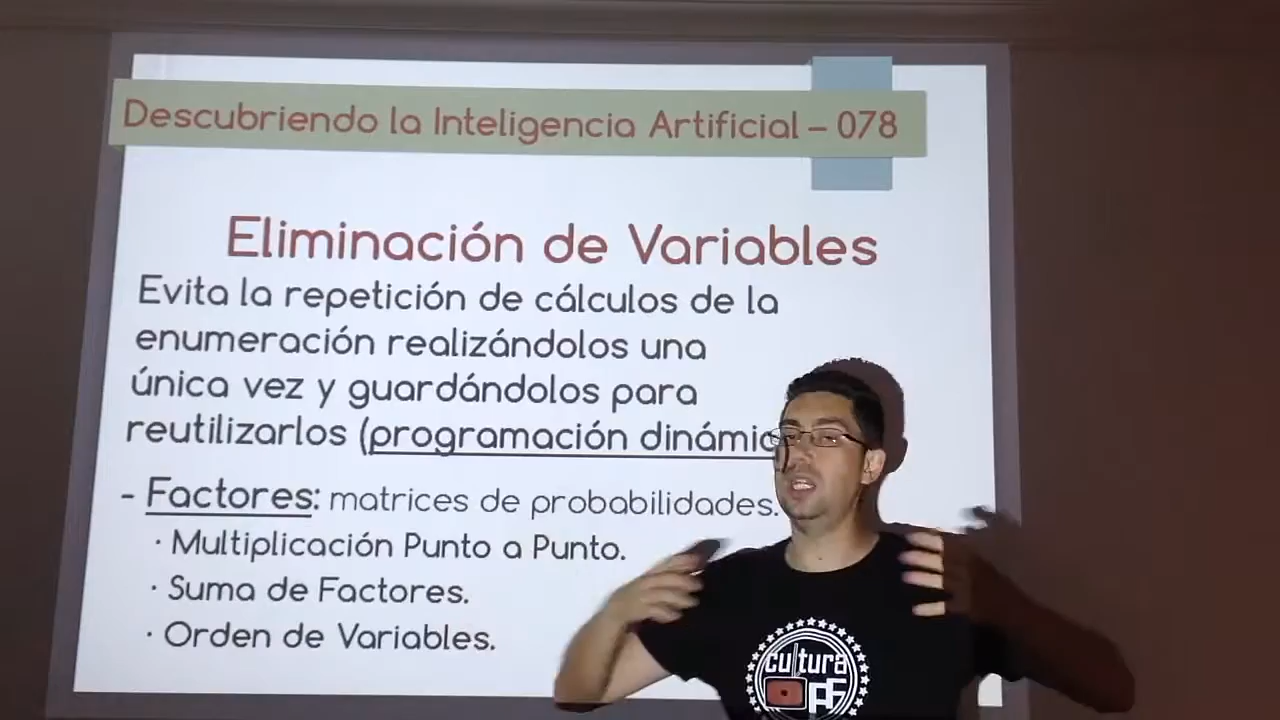 Descubriendo la Inteligencia Artificial – 078
Eliminación de Variables
Evita la repetición de cálculos de la
enumeración realizándolos una
única vez y guardándolos para
reutilizarlos (programación dinámic
- Factores: matrices de probabilidades.
· Multiplicación Punto a Punto.
· Suma de Factores.
· Orden de Variables.
cultura